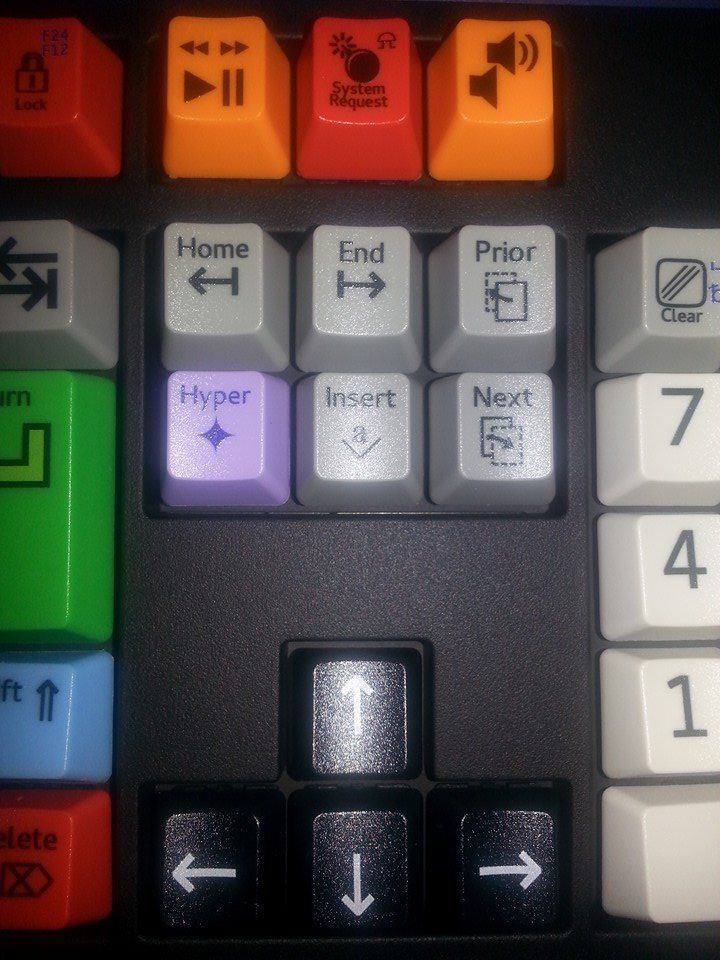 F24
F12
Lock
System
Request
Home
End
Prior
Clear
urn
Hyper
Insert
a
Next
7
4
ft
1
elete